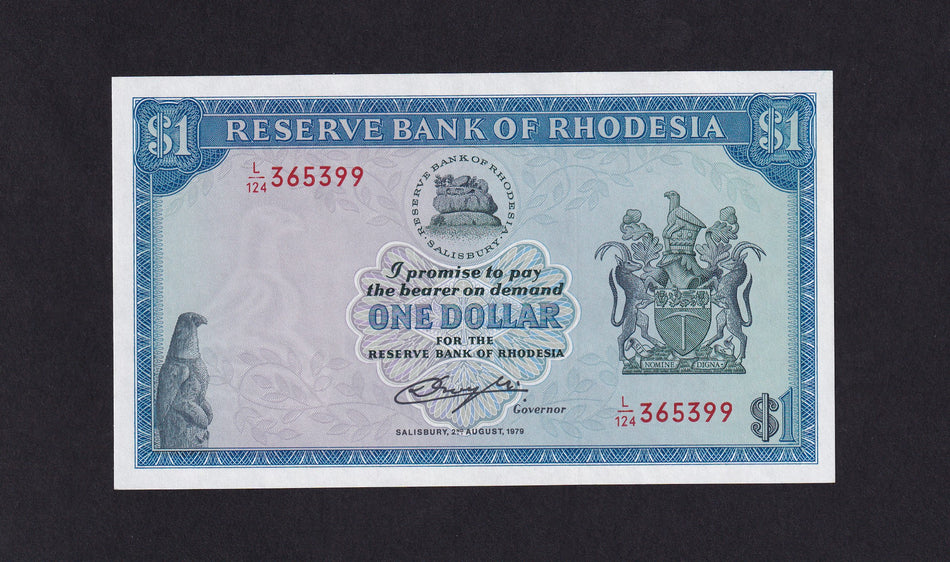 $1 RESERVE BANK OF RHODESIA $1
L/124 365399
RESERVE BANK OF RHODESIA
· SALISBURY ·
I promise to pay
the bearer on demand
ONE DOLLAR
FOR THE
RESERVE BANK OF RHODESIA
Governor
SALISBURY, 2ND AUGUST, 1979
NOMINE DIGNA
L/124 365399
$1